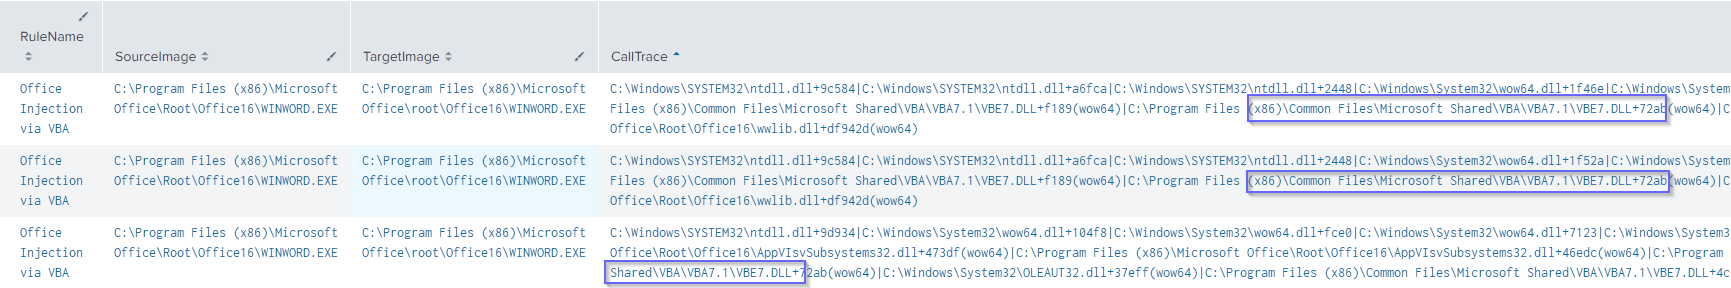 RuleName
SourceImage
TargetImage
CallTrace
Office
Injection
via VBA
C:\Program Files (x86)\Microsoft
Office\Root\Office16\WINWORD.EXE
C:\Program Files (x86)\Microsoft
Office\root\Office16\WINWORD.EXE
C:\Windows\SYSTEM32\ntdll.dll+9c584|C:\Windows\SYSTEM32\ntdll.dll+a6fca|C:\Windows\SYSTEM32\ntdll.dll+2448|C:\Windows\System32\wow64.dll+1f46e|C:\Windows\System
Files (x86)\Common Files\Microsoft Shared\VBA\VBA7.1\VBE7.DLL+f189(wow64)|C:\Program Files (x86)\Common Files\Microsoft Shared\VBA\VBA7.1\VBE7.DLL+72ab(wow64)|C
Office\Root\Office16\wwlib.dll+df942d(wow64)
Office
Injection
via VBA
C:\Program Files (x86)\Microsoft
Office\Root\Office16\WINWORD.EXE
C:\Program Files (x86)\Microsoft
Office\root\Office16\WINWORD.EXE
C:\Windows\SYSTEM32\ntdll.dll+9c584|C:\Windows\SYSTEM32\ntdll.dll+a6fca|C:\Windows\SYSTEM32\ntdll.dll+2448|C:\Windows\System32\wow64.dll+1f52a|C:\Windows\System
Files (x86)\Common Files\Microsoft Shared\VBA\VBA7.1\VBE7.DLL+f189(wow64)|C:\Program Files (x86)\Common Files\Microsoft Shared\VBA\VBA7.1\VBE7.DLL+72ab(wow64)|C
Office\Root\Office16\wwlib.dll+df942d(wow64)
Office
Injection
via VBA
C:\Program Files (x86)\Microsoft
Office\Root\Office16\WINWORD.EXE
C:\Program Files (x86)\Microsoft
Office\root\Office16\WINWORD.EXE
C:\Windows\SYSTEM32\ntdll.dll+9d934|C:\Windows\System32\wow64.dll+104f8|C:\Windows\System32\wow64.dll+fce0|C:\Windows\System32\wow64.dll+7123|C:\Windows\System3
Office\Root\Office16\AppVIsvSubsystems32.dll+473df(wow64)|C:\Program Files (x86)\Microsoft Office\Root\Office16\AppVIsvSubsystems32.dll+46edc(wow64)|C:\Program
Shared\VBA\VBA7.1\VBE7.DLL+72ab(wow64)|C:\Windows\System32\OLEAUT32.dll+37eff(wow64)|C:\Program Files (x86)\Common Files\Microsoft Shared\VBA\VBA7.1\VBE7.DLL+4c